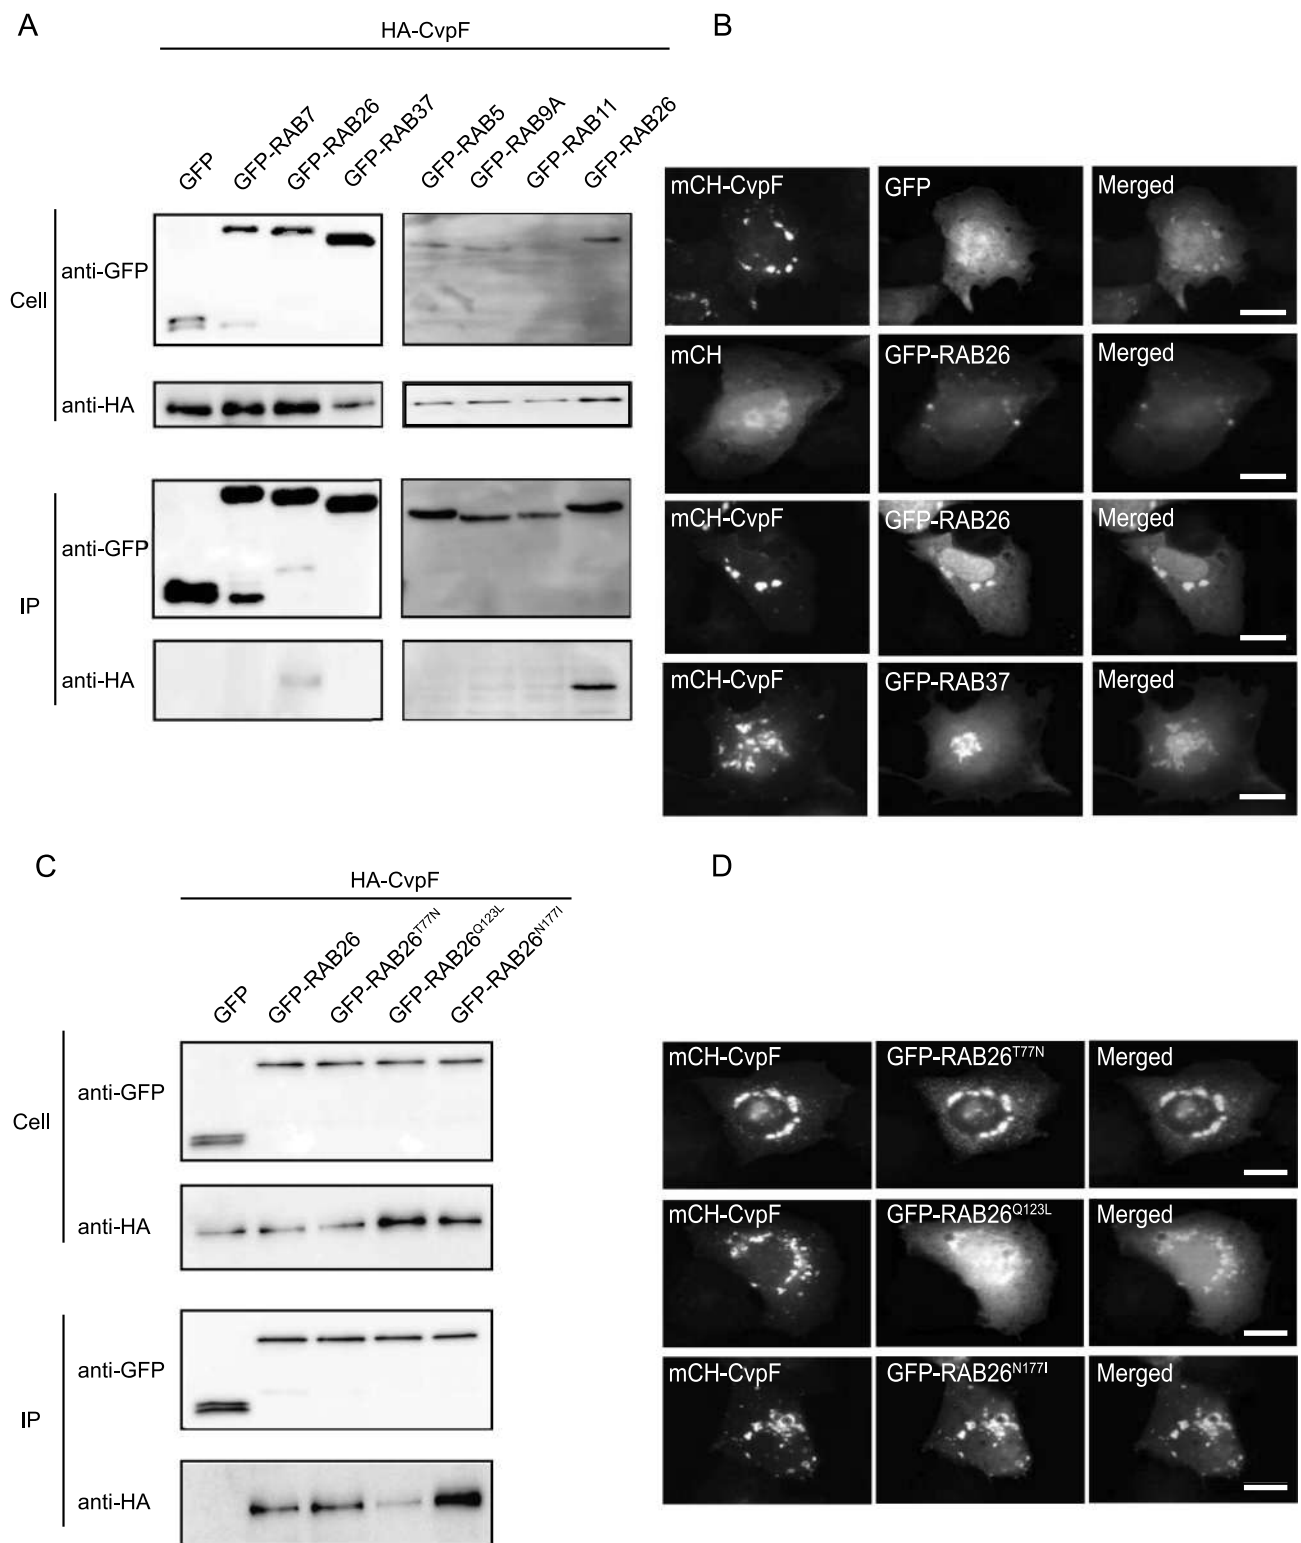 A
HA-CvpF
GFP
GFP-RAB7
GFP-RAB26
GFP-RAB37
GFP-RAB5
GFP-RAB9A
GFP-RAB11
GFP-RAB26
Cell
anti-GFP
anti-HA
IP
anti-GFP
anti-HA
B
mCH-CvpF GFP Merged
mCH GFP-RAB26 Merged
mCH-CvpF GFP-RAB26 Merged
mCH-CvpF GFP-RAB37 Merged
C
HA-CvpF
GFP
GFP-RAB26
GFP-RAB26T77N
GFP-RAB26Q123L
GFP-RAB26N177I
Cell
anti-GFP
anti-HA
IP
anti-GFP
anti-HA
D
mCH-CvpF GFP-RAB26T77N Merged
mCH-CvpF GFP-RAB26Q123L Merged
mCH-CvpF GFP-RAB26N177I Merged